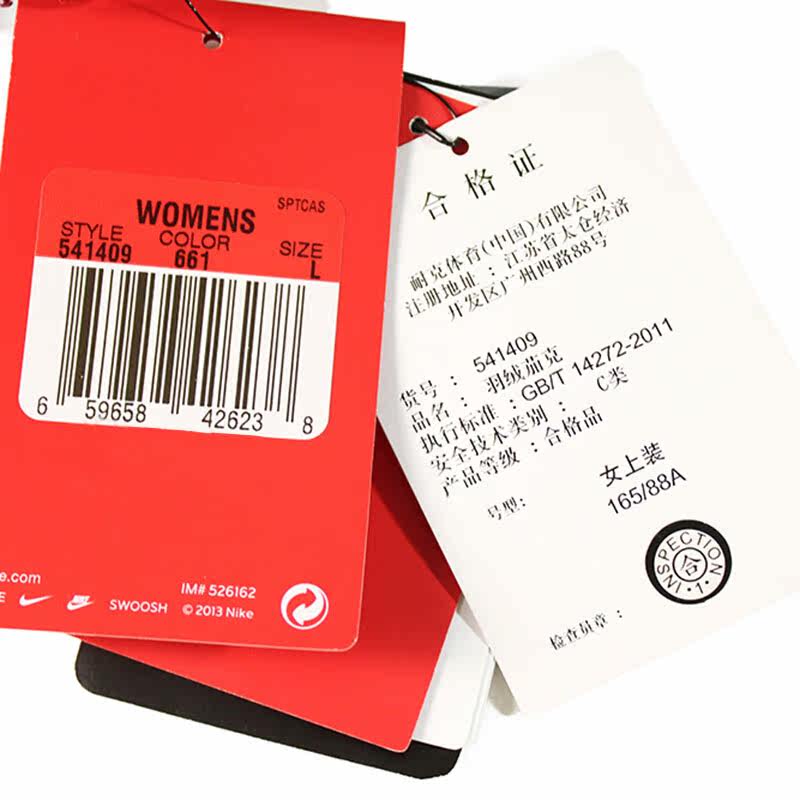 SPTCAS
WOMENS
STYLE COLOR SIZE
541409 661 L
6 59658 42623 8
e.com
E SWOOSH
IM# 526162
© 2013 Nike
合格证
耐克体育(中国)有限公司
注册地址：江苏省太仓经济
开发区广州西路88号
货号： 541409
品名： 羽绒茄克
执行标准：GB/T 14272-2011
安全技术类别： C类
产品等级：合格品
号型： 女上装
165/88A
INSPECTION
合
·1·
检查员章：